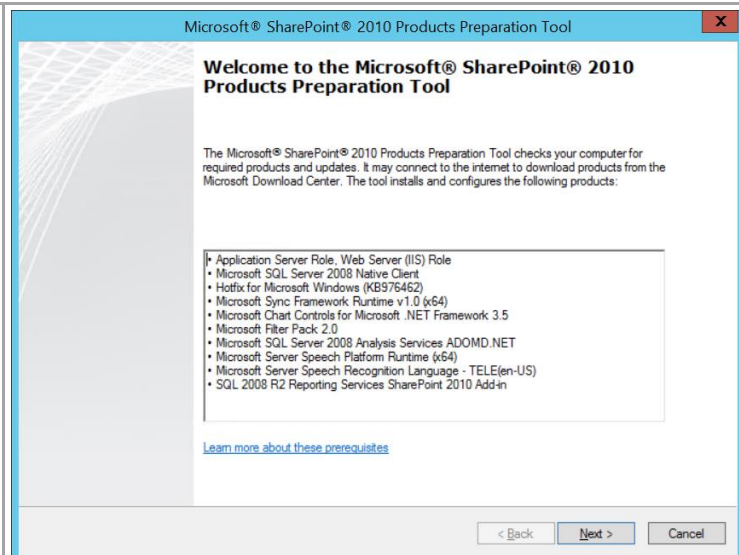 Microsoft® SharePoint® 2010 Products Preparation Tool
X
Welcome to the Microsoft® SharePoint® 2010
Products Preparation Tool
The Microsoft® SharePoint® 2010 Products Preparation Tool checks your computer for
required products and updates. It may connect to the internet to download products from the
Microsoft Download Center. The tool installs and configures the following products:
• Application Server Role, Web Server (IIS) Role
• Microsoft SQL Server 2008 Native Client
• Hotfix for Microsoft Windows (KB976462)
• Microsoft Sync Framework Runtime v1.0 (x64)
• Microsoft Chart Controls for Microsoft .NET Framework 3.5
• Microsoft Filter Pack 2.0
• Microsoft SQL Server 2008 Analysis Services ADOMD.NET
• Microsoft Server Speech Platform Runtime (x64)
• Microsoft Server Speech Recognition Language - TELE(en-US)
• SQL 2008 R2 Reporting Services SharePoint 2010 Add-in
Learn more about these prerequisites
< Back Next > Cancel